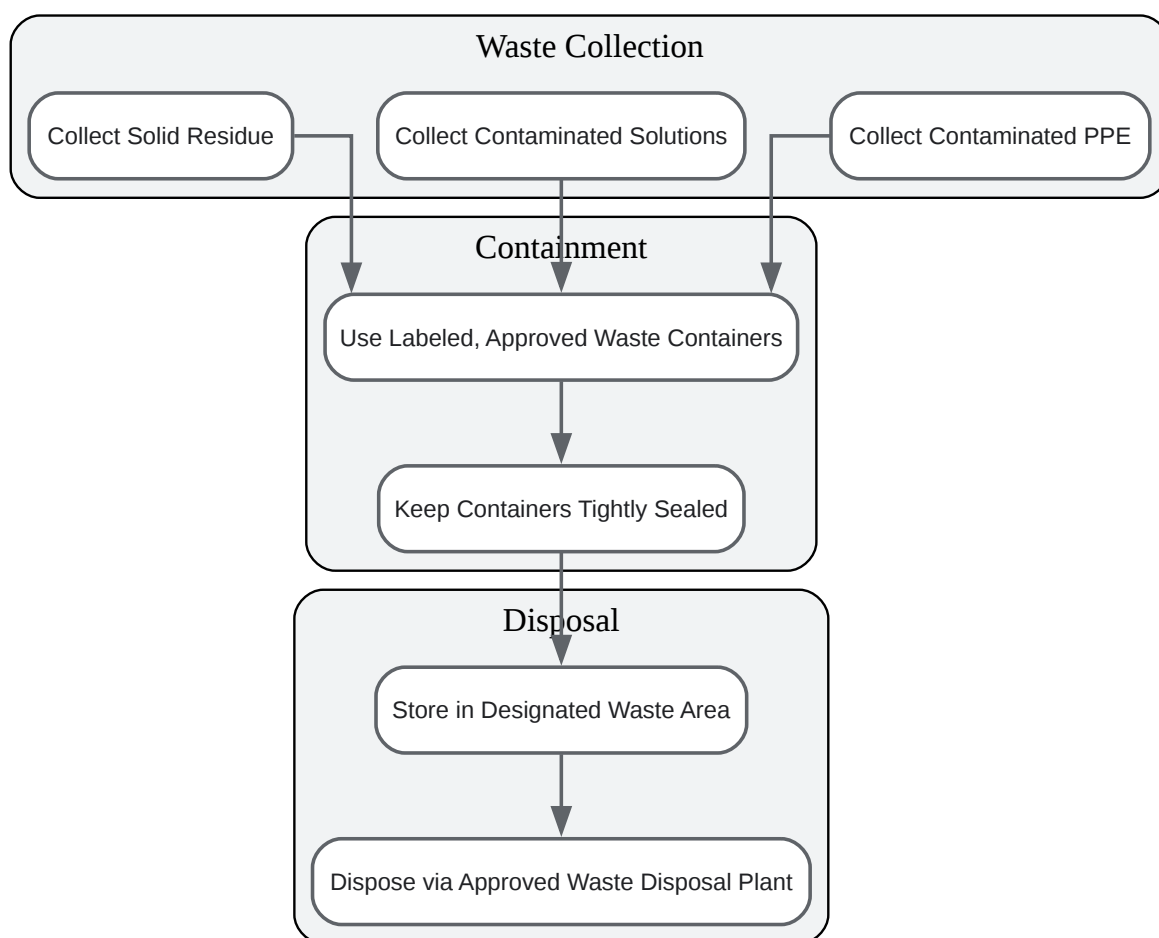 Waste Collection
Collect Solid Residue
Collect Contaminated Solutions
Collect Contaminated PPE
Containment
Use Labeled, Approved Waste Containers
Keep Containers Tightly Sealed
Disposal
Store in Designated Waste Area
Dispose via Approved Waste Disposal Plant